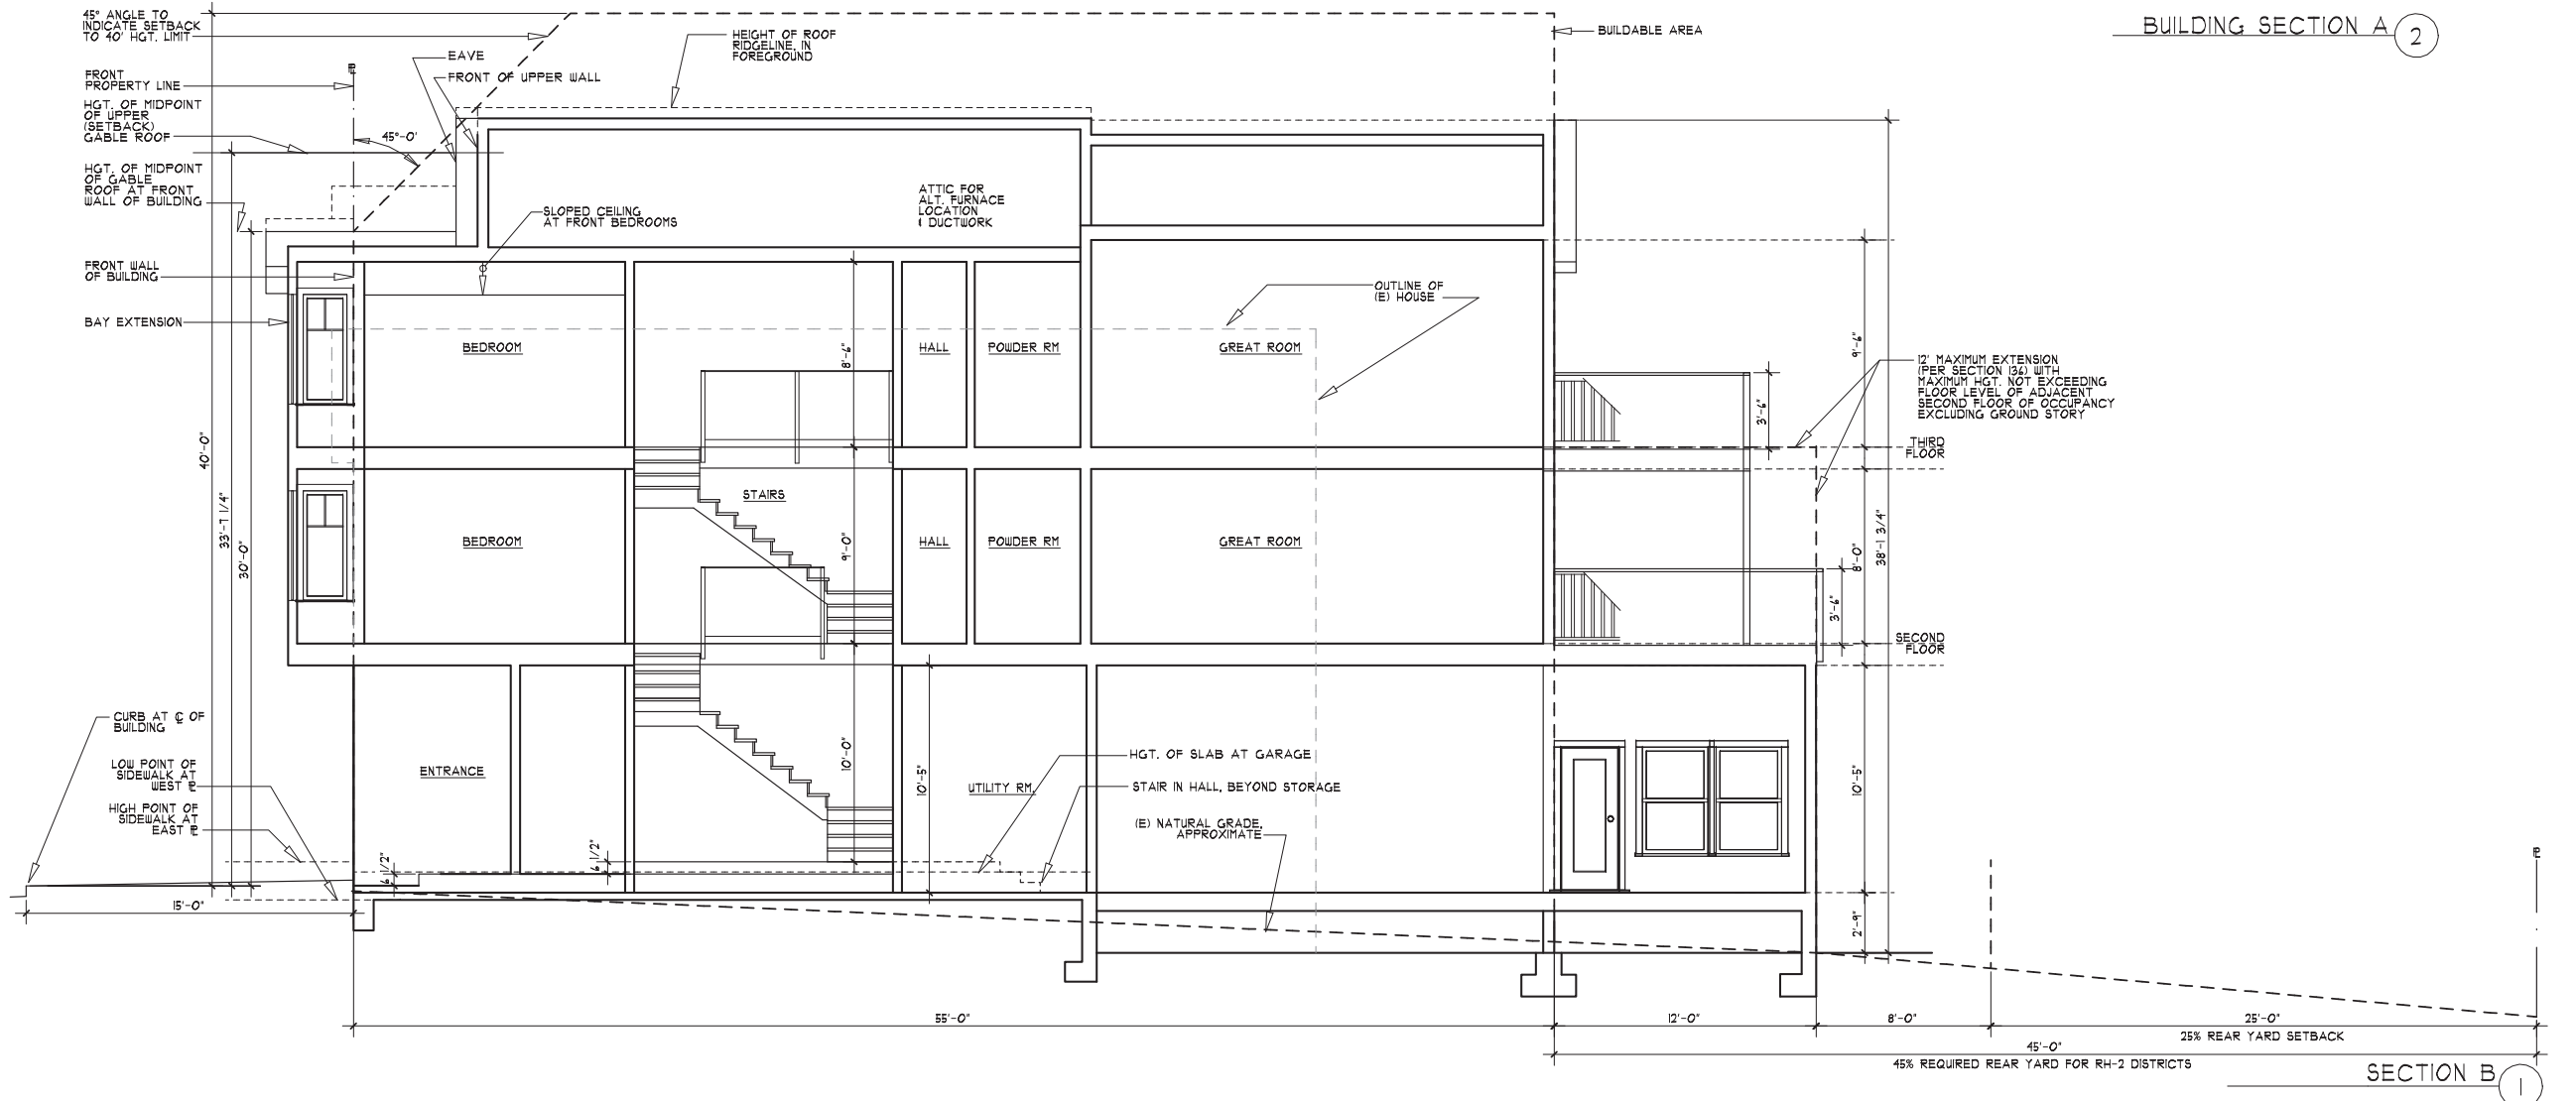 45° ANGLE TO
INDICATE SETBACK
TO 40' HGT. LIMIT
EAVE
FRONT OF UPPER WALL
HEIGHT OF ROOF
RIDGELINE, IN
FOREGROUND
BUILDABLE AREA
BUILDING SECTION A
2
FRONT
PROPERTY LINE
HGT. OF MIDPOINT
OF UPPER
(SETBACK)
GABLE ROOF
45°-0'
HGT. OF MIDPOINT
OF GABLE
ROOF AT FRONT
WALL OF BUILDING
SLOPED CEILING
AT FRONT BEDROOMS
ATTIC FOR
ALT. FURNACE
LOCATION
& DUCTWORK
FRONT WALL
OF BUILDING
BAY EXTENSION
OUTLINE OF
(E) HOUSE
BEDROOM
8'-6"
HALL
POWDER RM
GREAT ROOM
9'-6"
3'-6"
12' MAXIMUM EXTENSION
(PER SECTION 136) WITH
MAXIMUM HGT. NOT EXCEEDING
FLOOR LEVEL OF ADJACENT
SECOND FLOOR OF OCCUPANCY
EXCLUDING GROUND STORY
THIRD
FLOOR
40'-0"
33'-7 1/4"
30'-0"
STAIRS
BEDROOM
9'-0"
HALL
POWDER RM
GREAT ROOM
8'-0"
38'-1 3/4"
3'-6"
SECOND
FLOOR
CURB AT ℄ OF
BUILDING
LOW POINT OF
SIDEWALK AT
WEST ⅊
HIGH POINT OF
SIDEWALK AT
EAST ⅊
ENTRANCE
10'-0"
10'-5"
UTILITY RM.
HGT. OF SLAB AT GARAGE
STAIR IN HALL, BEYOND STORAGE
(E) NATURAL GRADE,
APPROXIMATE
10'-5"
6 1/2"
6 1/2"
2'-9"
15'-0"
55'-0"
12'-0"
8'-0"
25'-0"
25% REAR YARD SETBACK
45'-0"
45% REQUIRED REAR YARD FOR RH-2 DISTRICTS
SECTION B
1